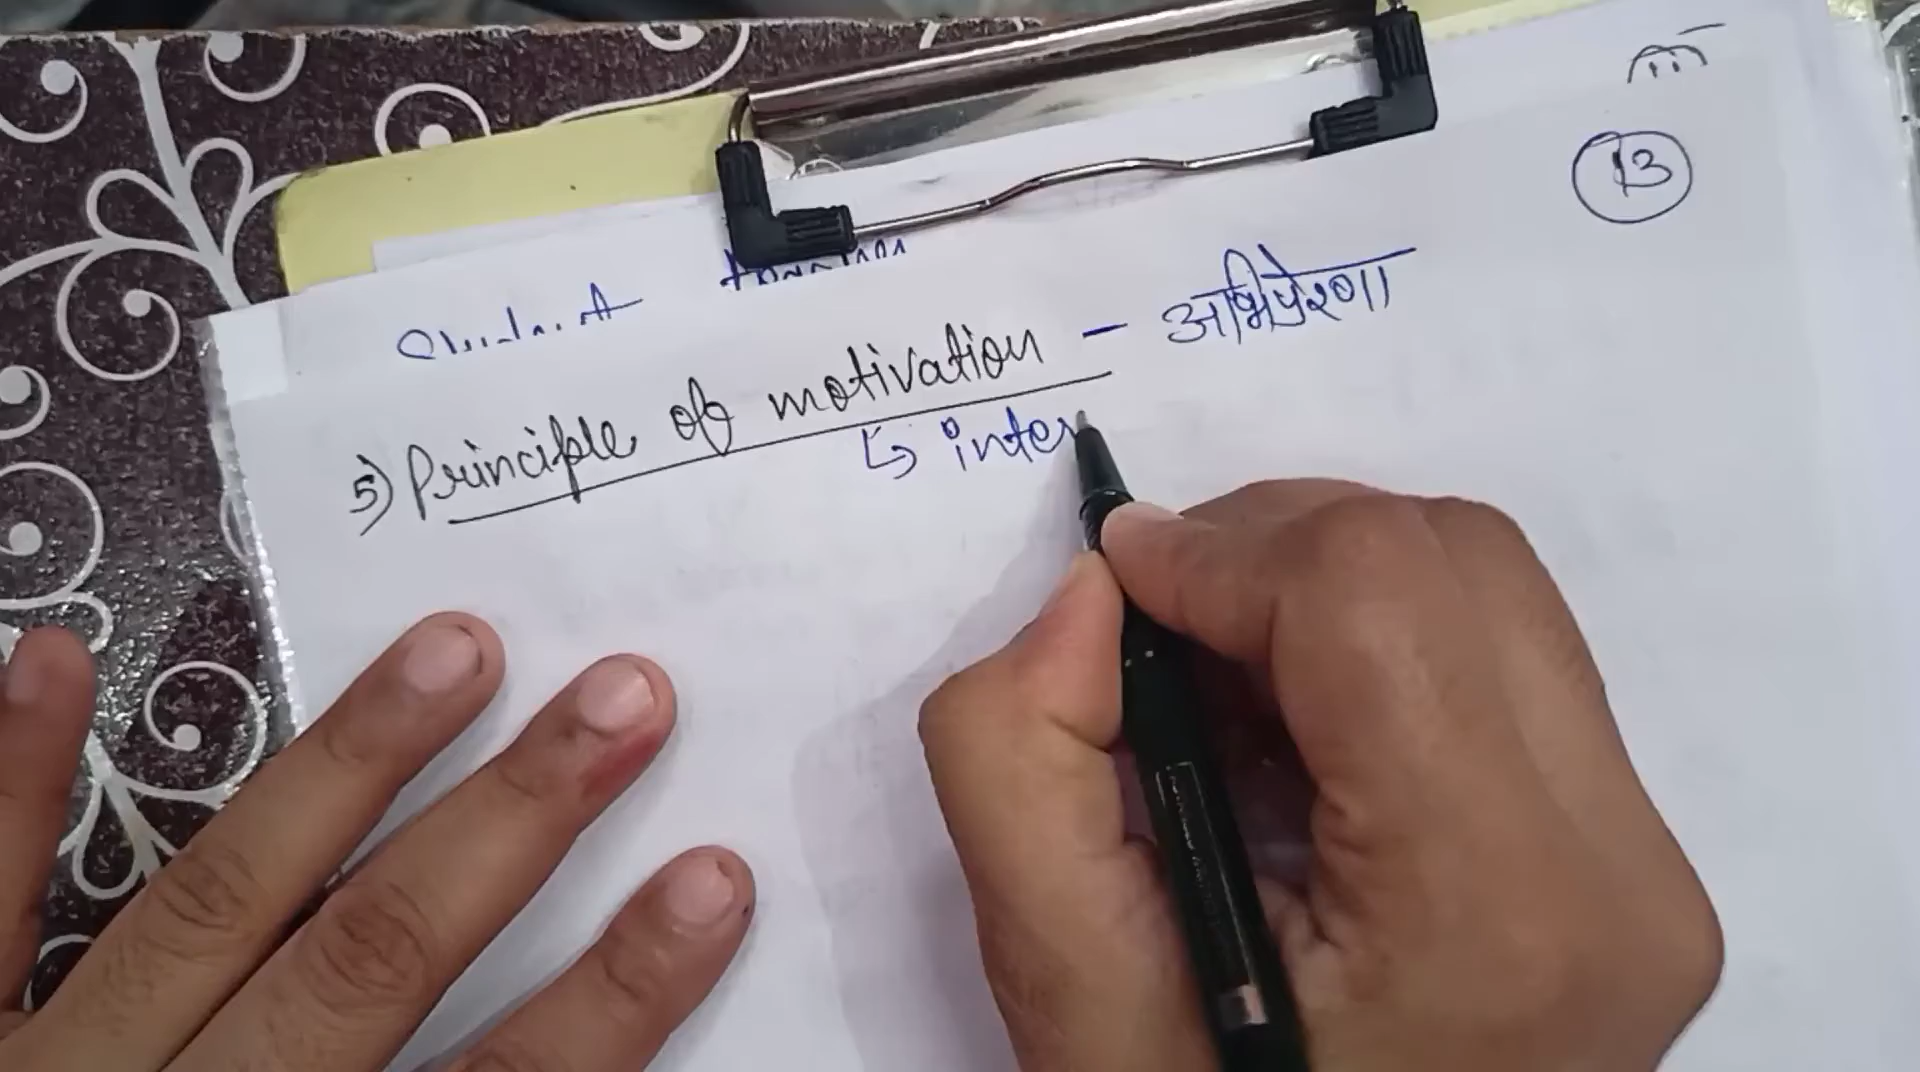 13
5) Principle of motivation - अभिप्रेरणा
↳ inter